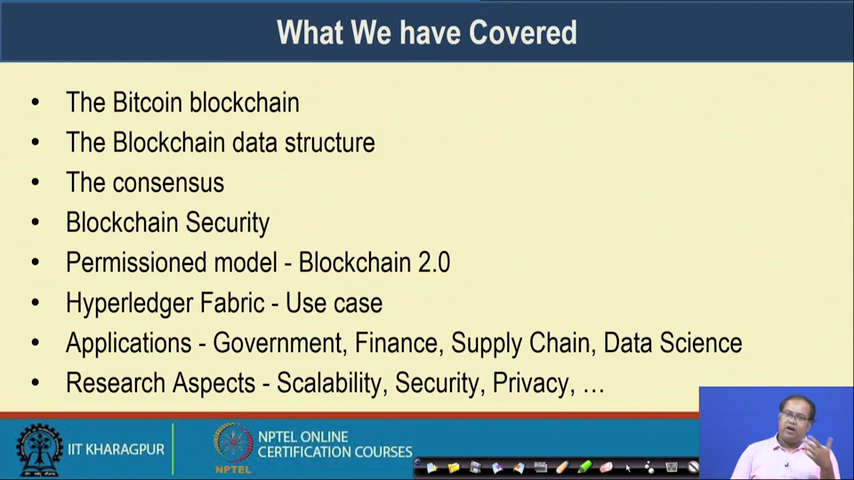 What We have Covered
• The Bitcoin blockchain
• The Blockchain data structure
• The consensus
• Blockchain Security
• Permissioned model - Blockchain 2.0
• Hyperledger Fabric - Use case
• Applications - Government, Finance, Supply Chain, Data Science
• Research Aspects - Scalability, Security, Privacy, …
IIT KHARAGPUR
NPTEL
NPTEL ONLINE
CERTIFICATION COURSES